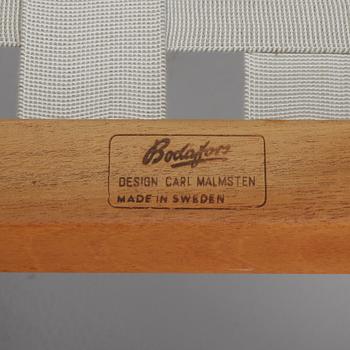 Bodafors
DESIGN CARL MALMSTEN
MADE IN SWEDEN